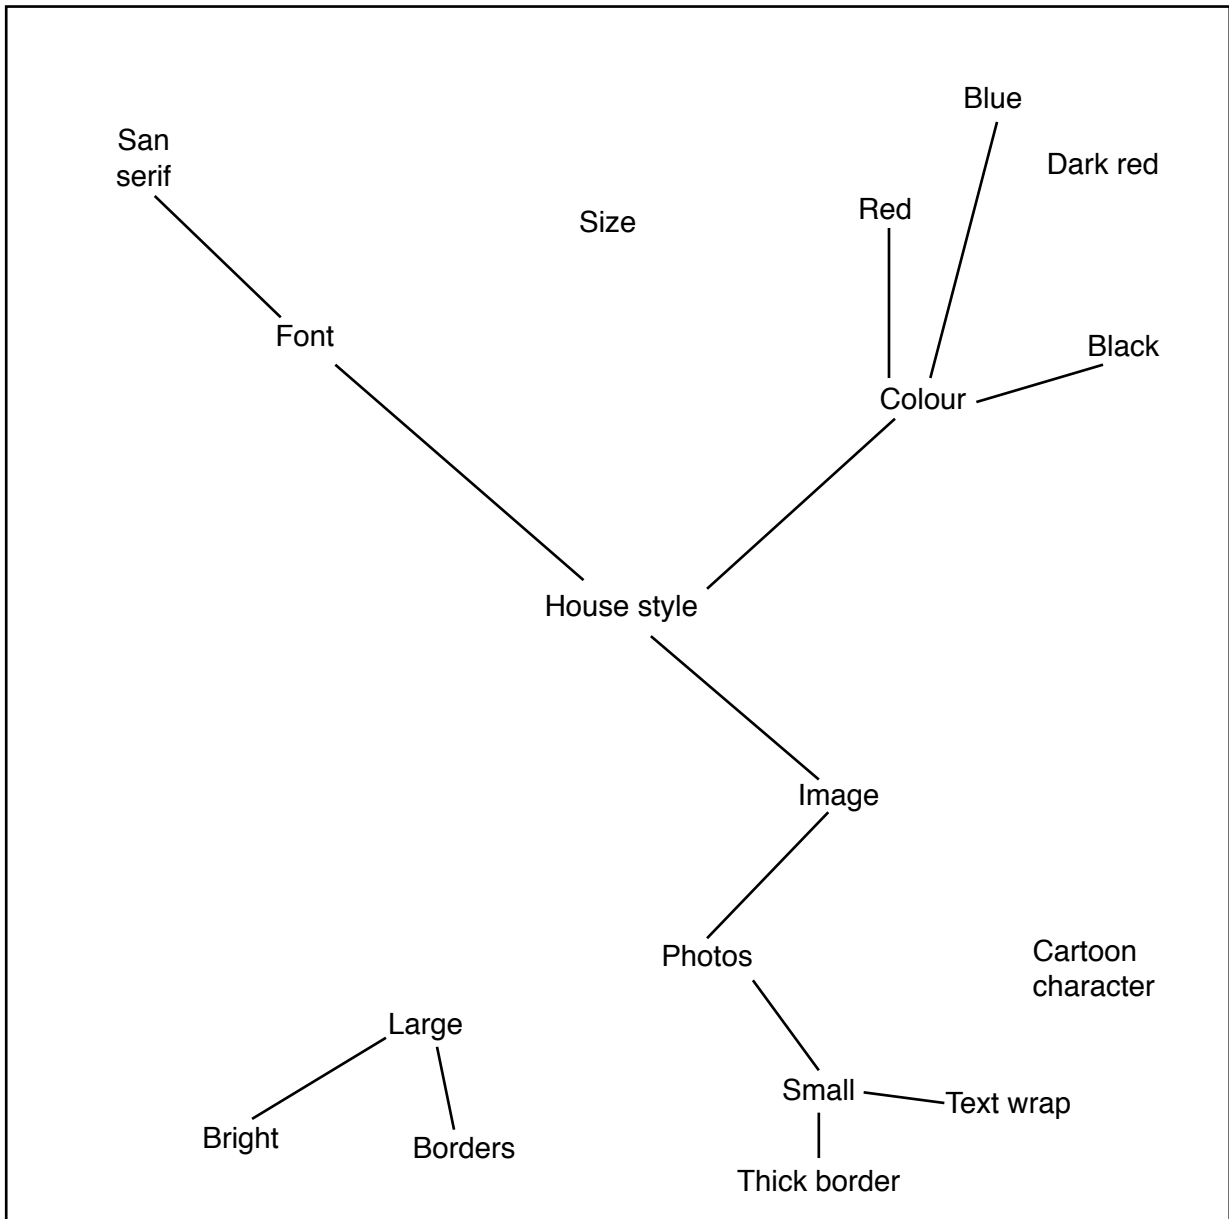 Blue
San
serif
Dark red
Red
Size
Font
Black
Colour
House style
Image
Photos
Cartoon
character
Large
Small
Text wrap
Bright
Borders
Thick border